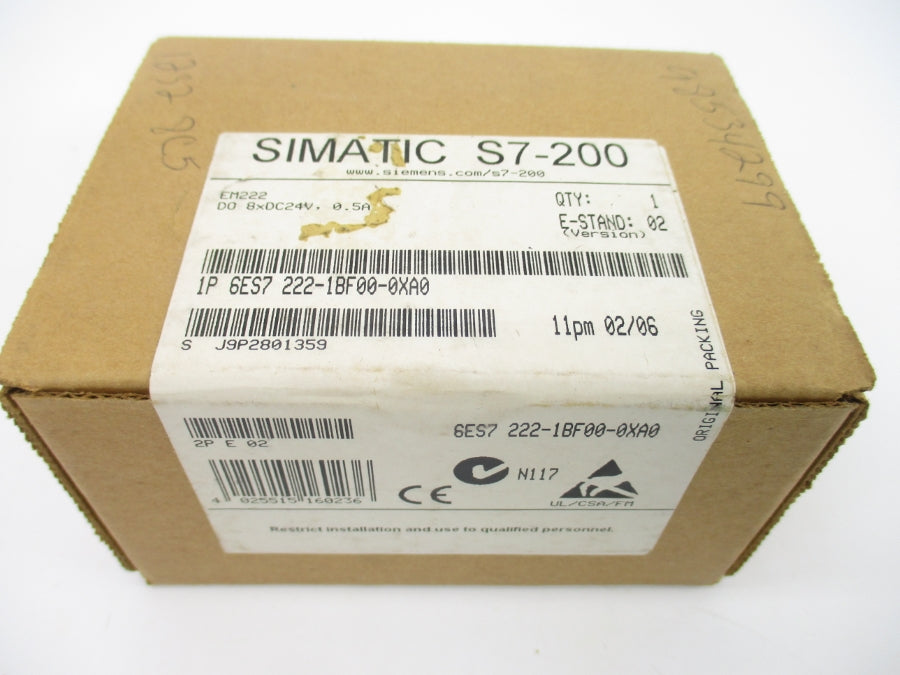 SIMATIC S7-200
www.siemens.com/s7-200
EM222
DO 8xDC24V, 0.5A
QTY: 1
E-STAND: 02
(Version)
1P 6ES7 222-1BF00-0XA0
S J9P2801359
11pm 02/06
ORIGINAL PACKING
2P E 02
6ES7 222-1BF00-0XA0
4 025515 160236
CE
N117
UL/CSA/FM
Restrict installation and use to qualified personnel.